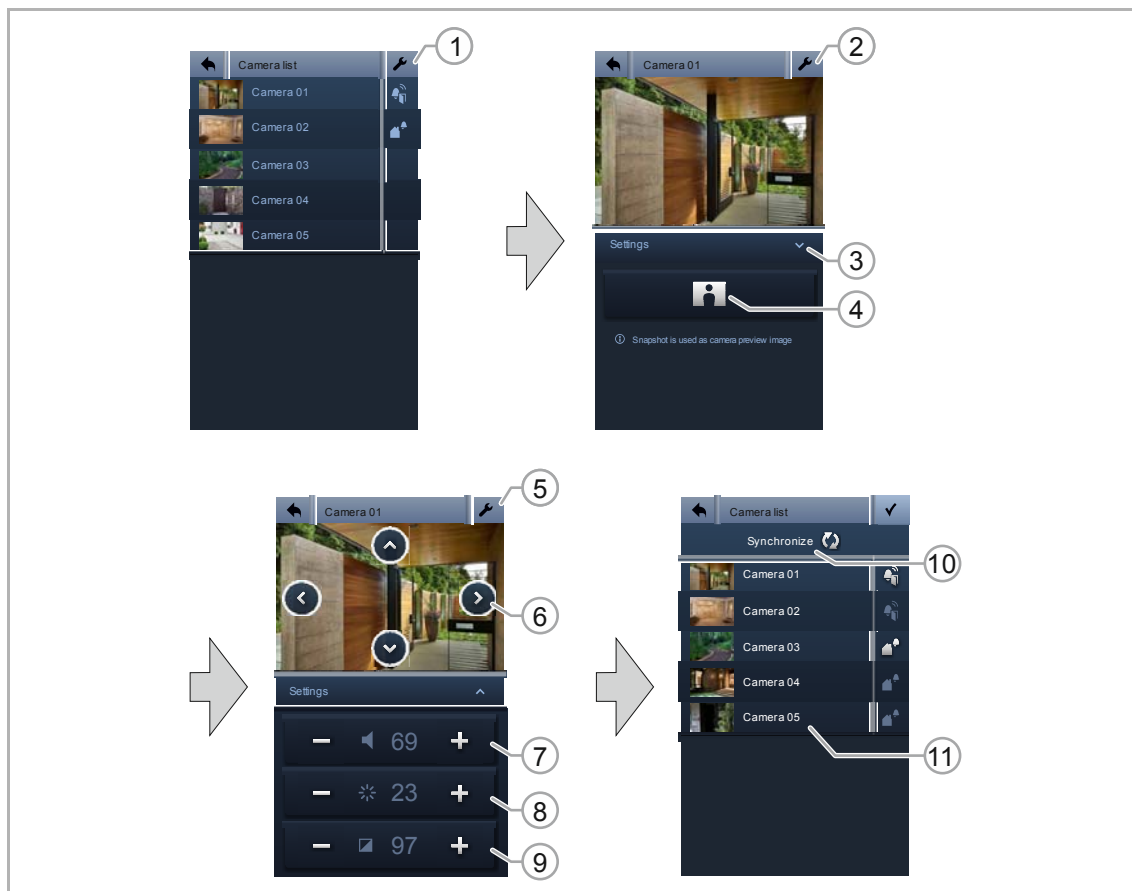 Camera list
1
Camera 01
Camera 02
Camera 03
Camera 04
Camera 05
Camera 01
2
Settings
3
4
Snapshot is used as camera preview image
Camera 01
5
6
Settings
69
7
23
8
97
9
Camera list
Synchronize
10
Camera 01
Camera 02
Camera 03
Camera 04
Camera 05
11